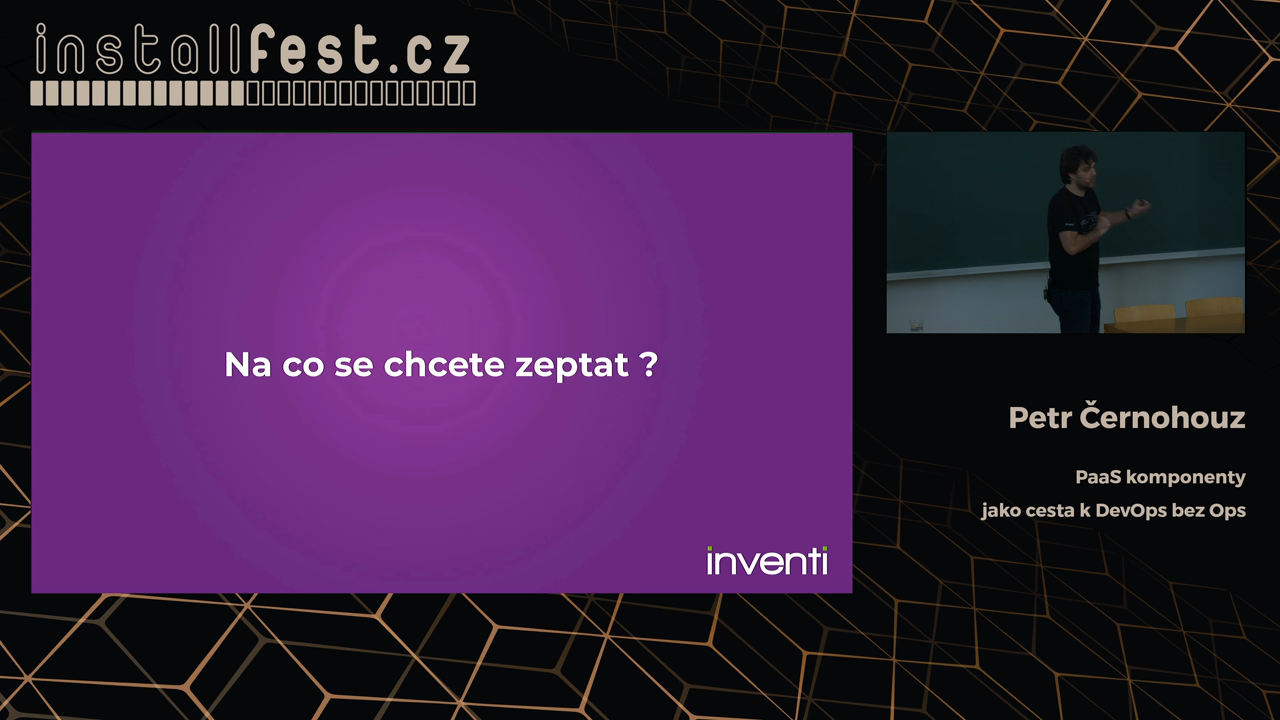 installfest.cz
Na co se chcete zeptat ?
inventi
Petr Černohouz
PaaS komponenty
jako cesta k DevOps bez Ops